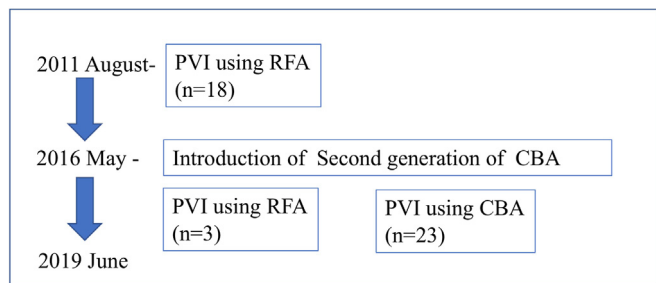 2011 August-
PVI using RFA
(n=18)
2016 May -
Introduction of Second generation of CBA
PVI using RFA
(n=3)
PVI using CBA
(n=23)
2019 June